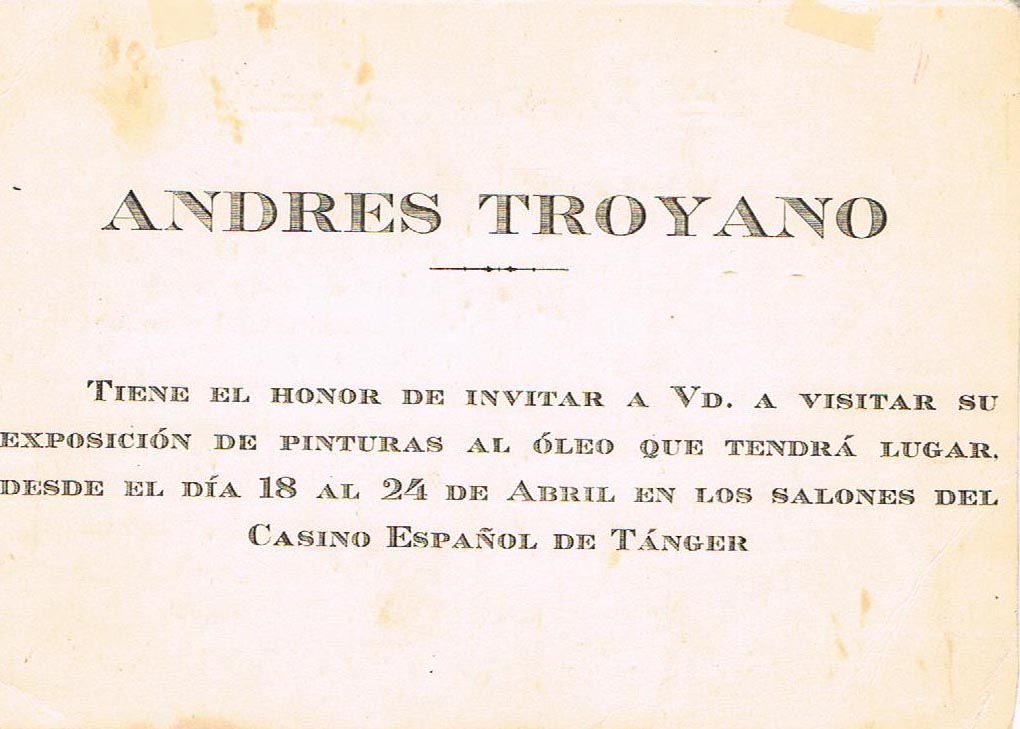 ANDRES TROYANO
TIENE EL HONOR DE INVITAR A VD. A VISITAR SU
EXPOSICIÓN DE PINTURAS AL ÓLEO QUE TENDRÁ LUGAR.
DESDE EL DÍA 18 AL 24 DE ABRIL EN LOS SALONES DEL
CASINO ESPAÑOL DE TÁNGER